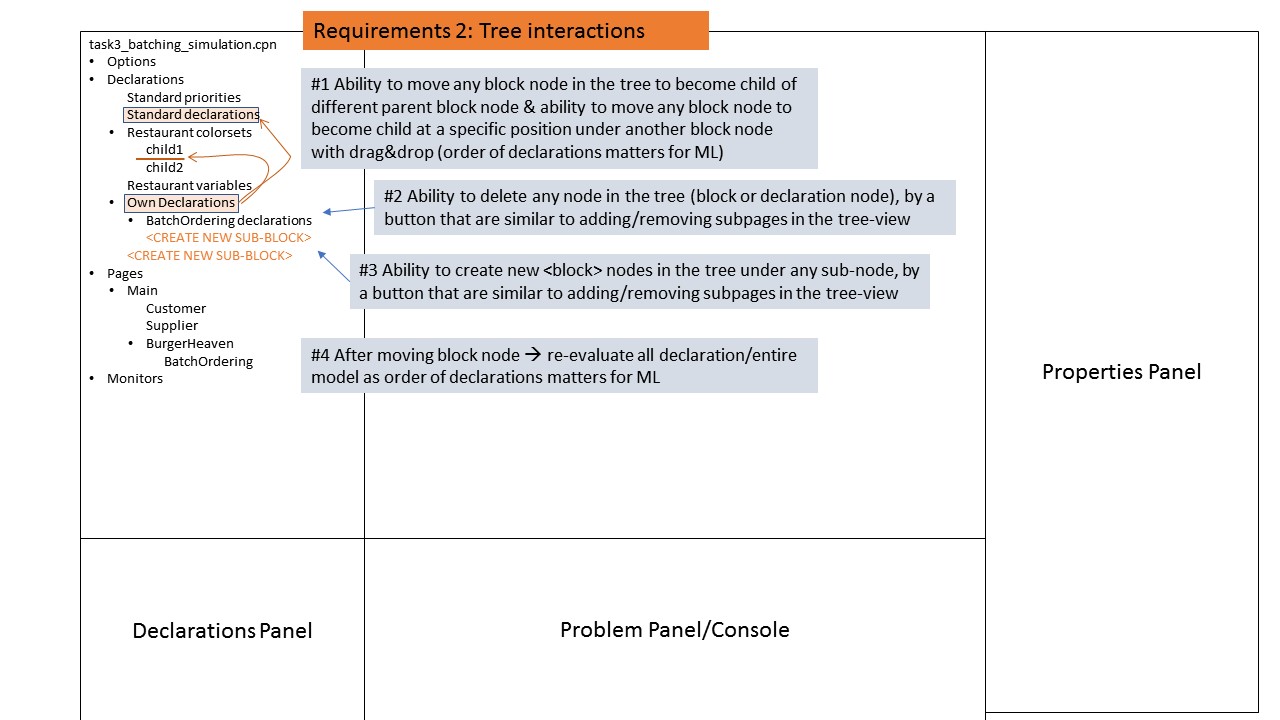 Requirements 2: Tree interactions
task3_batching_simulation.cpn
• Options
• Declarations
Standard priorities
Standard declarations
• Restaurant colorsets
child1
child2
Restaurant variables
• Own Declarations
• BatchOrdering declarations
<CREATE NEW SUB-BLOCK>
<CREATE NEW SUB-BLOCK>
• Pages
• Main
Customer
Supplier
• BurgerHeaven
BatchOrdering
• Monitors
#1 Ability to move any block node in the tree to become child of
different parent block node & ability to move any block node to
become child at a specific position under another block node
with drag&drop (order of declarations matters for ML)
#2 Ability to delete any node in the tree (block or declaration node), by a
button that are similar to adding/removing subpages in the tree-view
#3 Ability to create new <block> nodes in the tree under any sub-node, by
a button that are similar to adding/removing subpages in the tree-view
#4 After moving block node → re-evaluate all declaration/entire
model as order of declarations matters for ML
Properties Panel
Declarations Panel
Problem Panel/Console